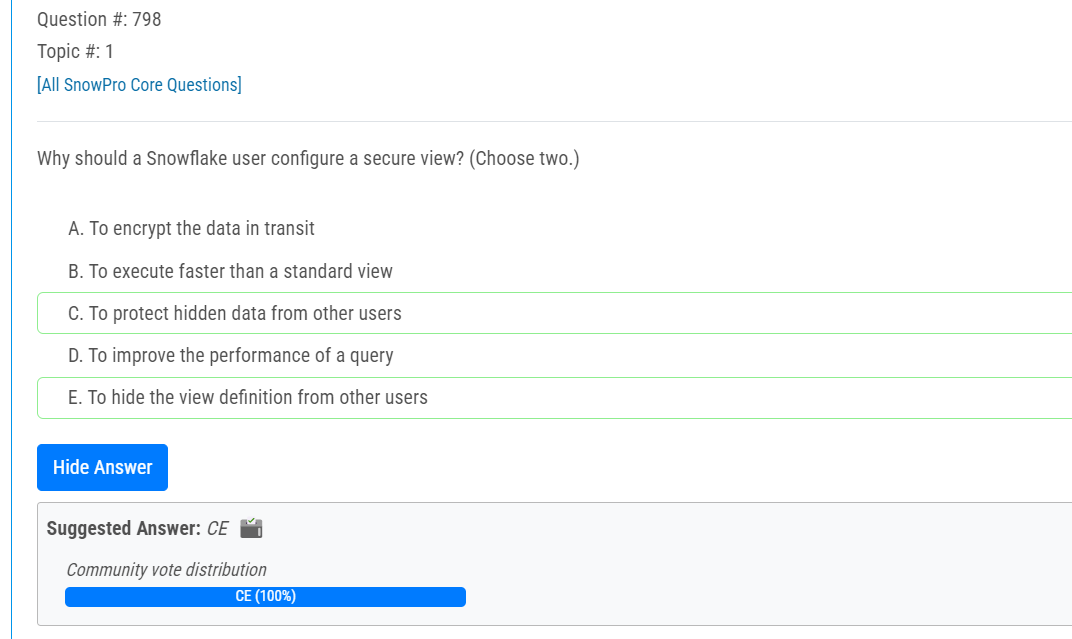 Question #: 798
Topic #: 1
[All SnowPro Core Questions]
Why should a Snowflake user configure a secure view? (Choose two.)
A. To encrypt the data in transit
B. To execute faster than a standard view
C. To protect hidden data from other users
D. To improve the performance of a query
E. To hide the view definition from other users
Hide Answer
Suggested Answer: CE
Community vote distribution
CE (100%)